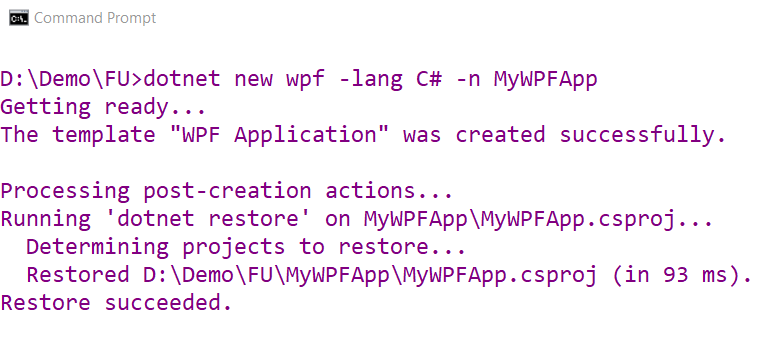 Command Prompt
D:\Demo\FU>dotnet new wpf -lang C# -n MyWPFApp
Getting ready...
The template "WPF Application" was created successfully.
Processing post-creation actions...
Running 'dotnet restore' on MyWPFApp\MyWPFApp.csproj...
  Determining projects to restore...
  Restored D:\Demo\FU\MyWPFApp\MyWPFApp.csproj (in 93 ms).
Restore succeeded.